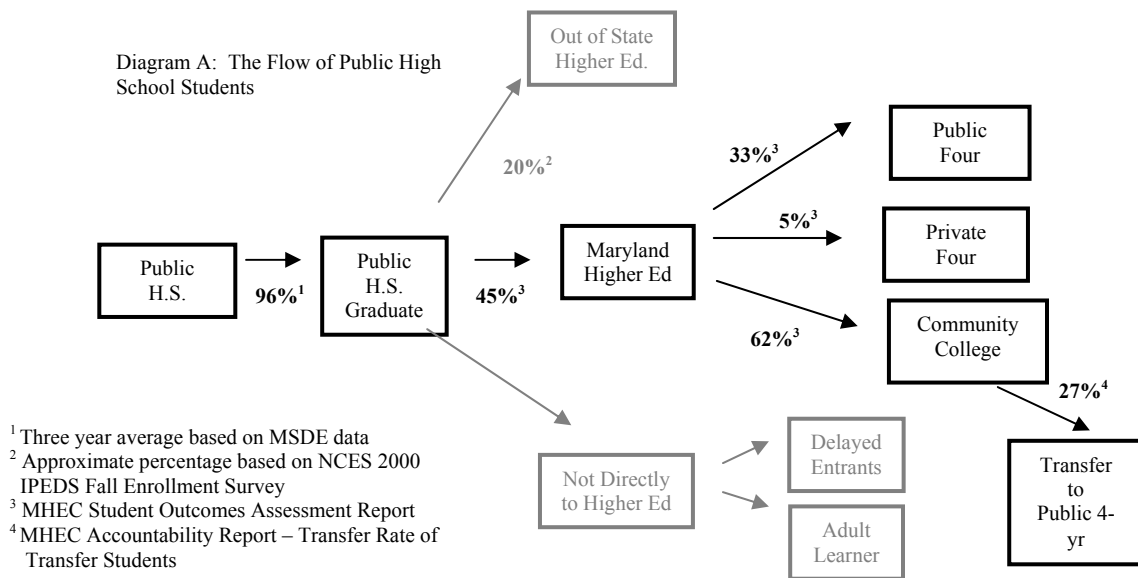 Diagram A:  The Flow of Public High
School Students
Out of State
Higher Ed.
20%²
Public
H.S.
96%¹
Public
H.S.
Graduate
45%³
Maryland
Higher Ed
33%³
Public
Four
5%³
Private
Four
62%³
Community
College
27%⁴
Transfer
to
Public 4-
yr
Not Directly
to Higher Ed
Delayed
Entrants
Adult
Learner
¹ Three year average based on MSDE data
² Approximate percentage based on NCES 2000
IPEDS Fall Enrollment Survey
³ MHEC Student Outcomes Assessment Report
⁴ MHEC Accountability Report – Transfer Rate of
Transfer Students